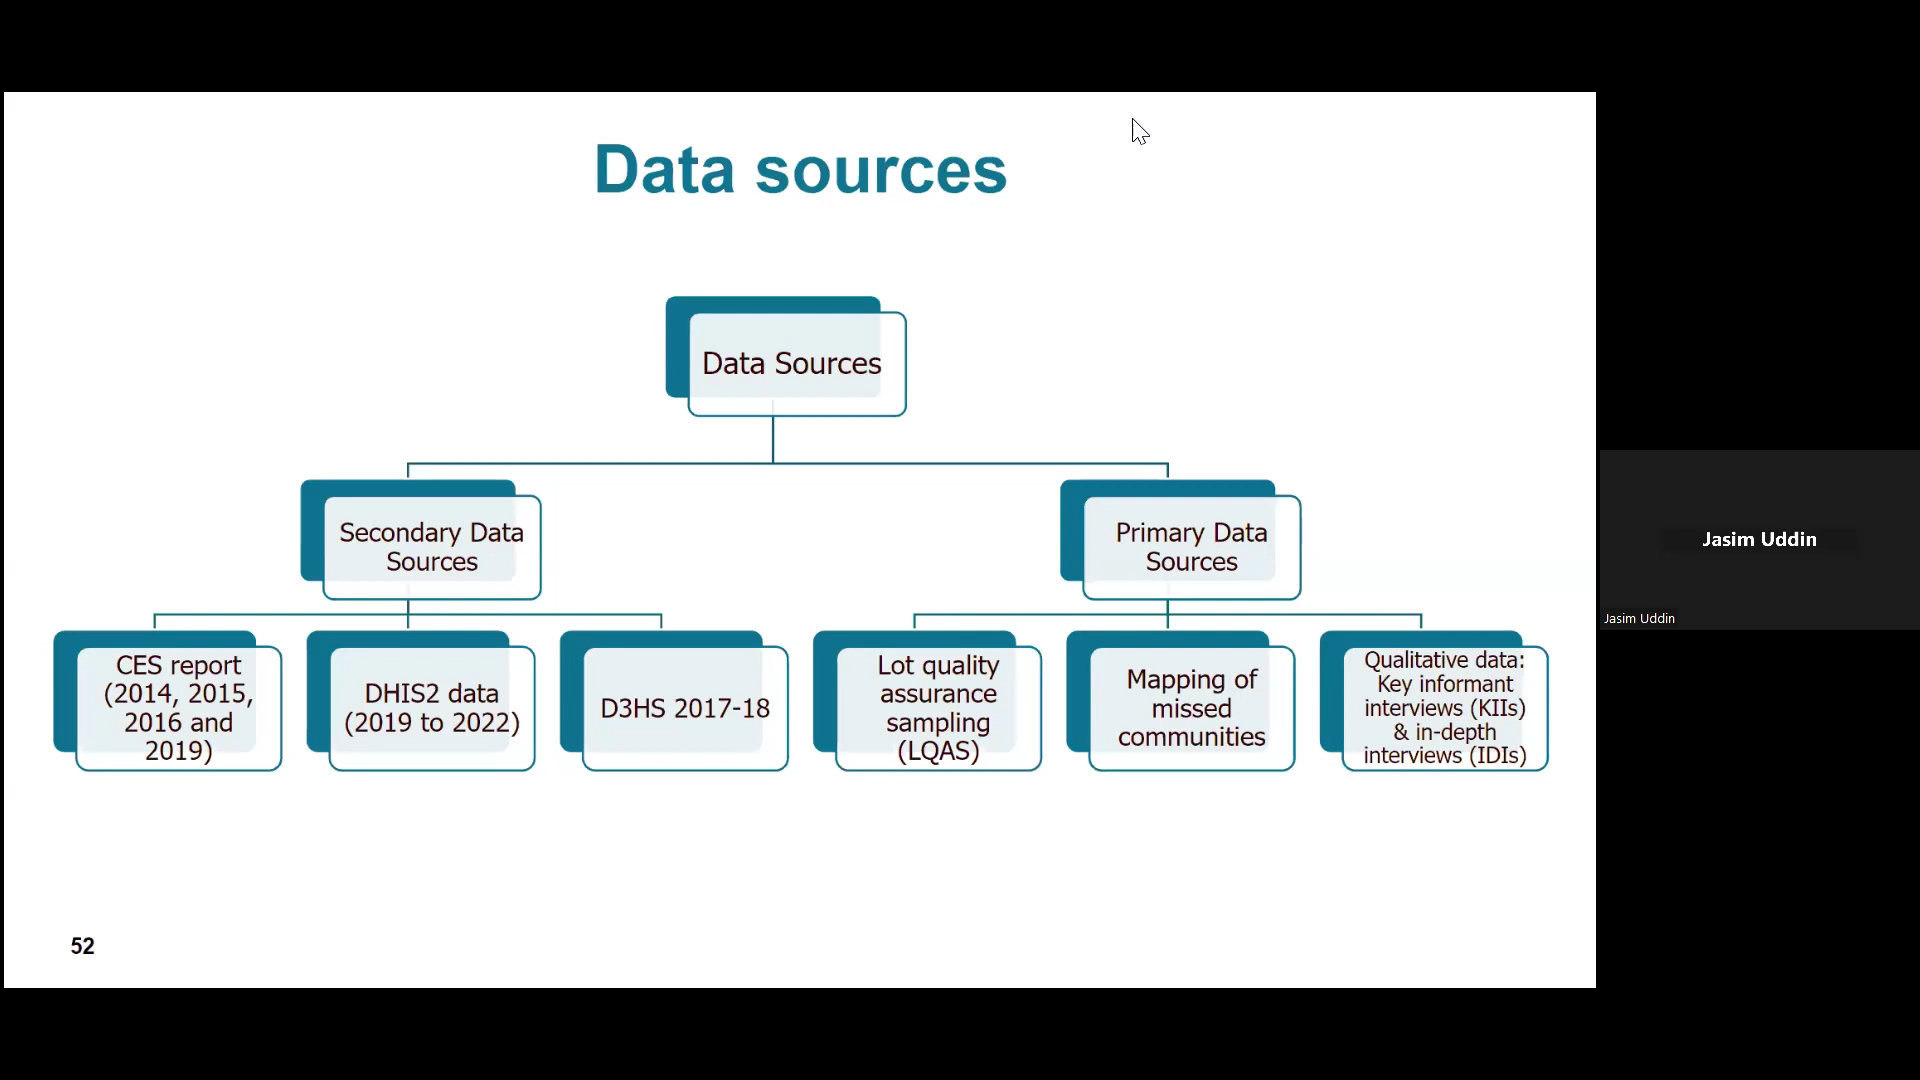 Data sources
Data Sources
Secondary Data
Sources
Primary Data
Sources
CES report
(2014, 2015,
2016 and
2019)
DHIS2 data
(2019 to 2022)
D3HS 2017-18
Lot quality
assurance
sampling
(LQAS)
Mapping of
missed
communities
Qualitative data:
Key informant
interviews (KIIs)
& in-depth
interviews (IDIs)
52
Jasim Uddin
Jasim Uddin